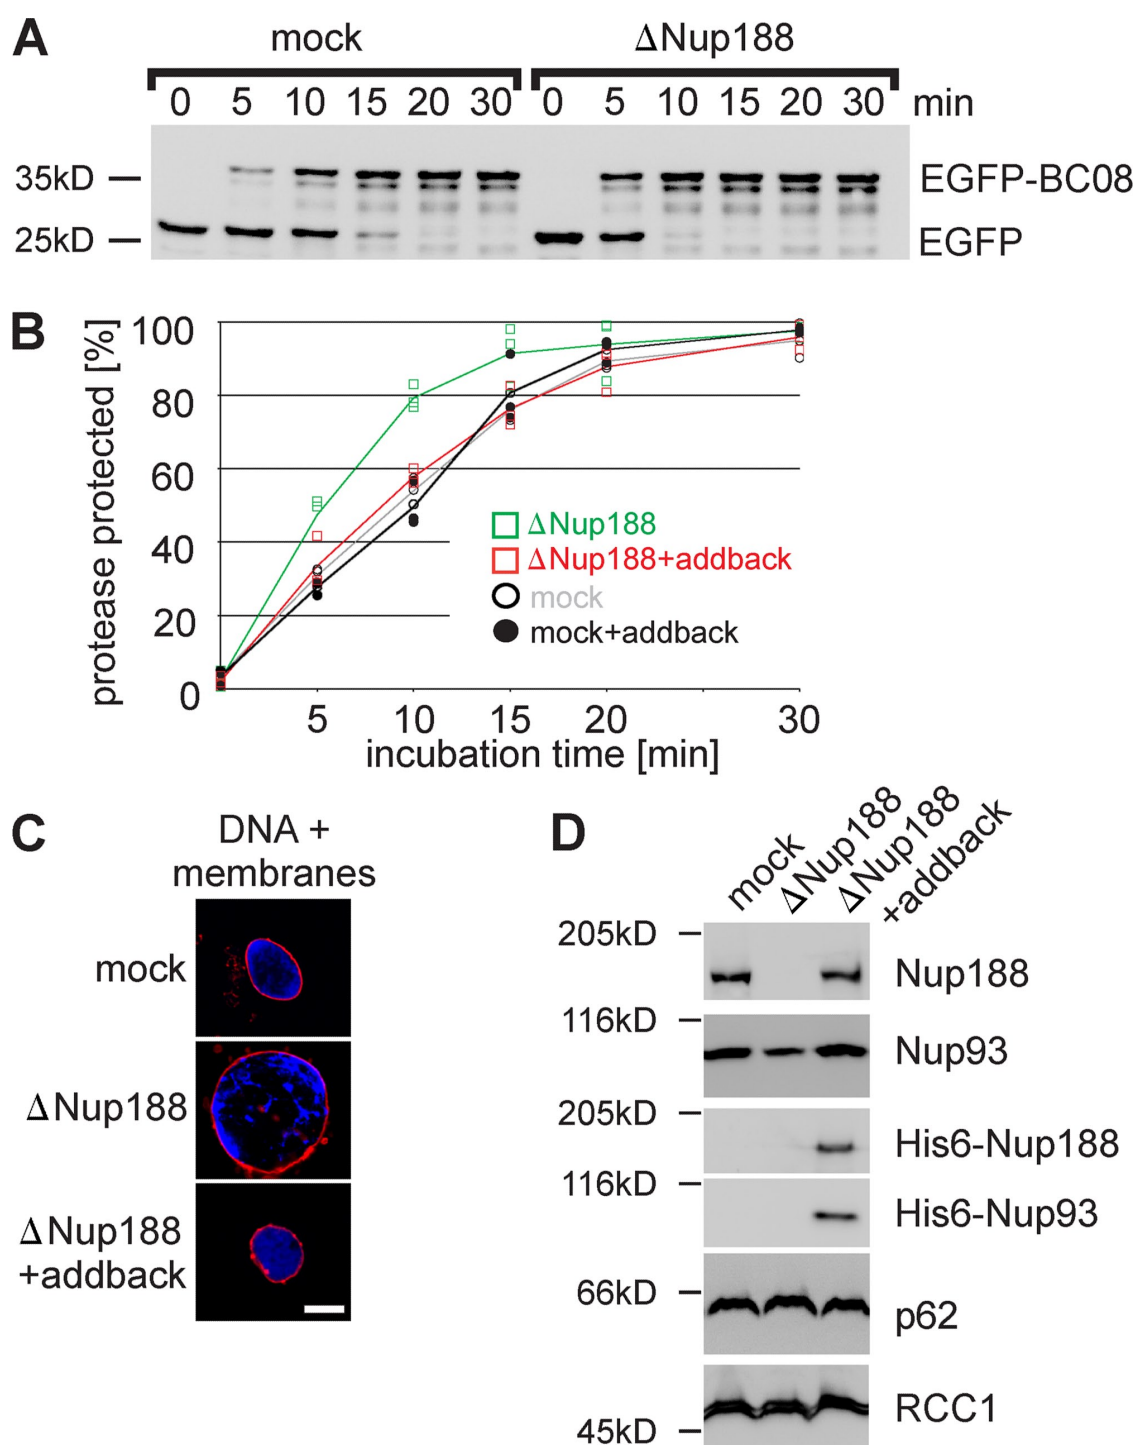 A
mock ΔNup188
0 5 10 15 20 30 0 5 10 15 20 30 min
35kD EGFP-BC08
25kD EGFP
B
protease protected [%]
100
80
60
40
20
0
ΔNup188
ΔNup188+addback
mock
mock+addback
5 10 15 20 30
incubation time [min]
C
DNA +
membranes
mock
ΔNup188
ΔNup188
+addback
D
mock
ΔNup188
ΔNup188
+addback
205kD
Nup188
116kD
Nup93
205kD
His6-Nup188
116kD
His6-Nup93
66kD
p62
RCC1
45kD